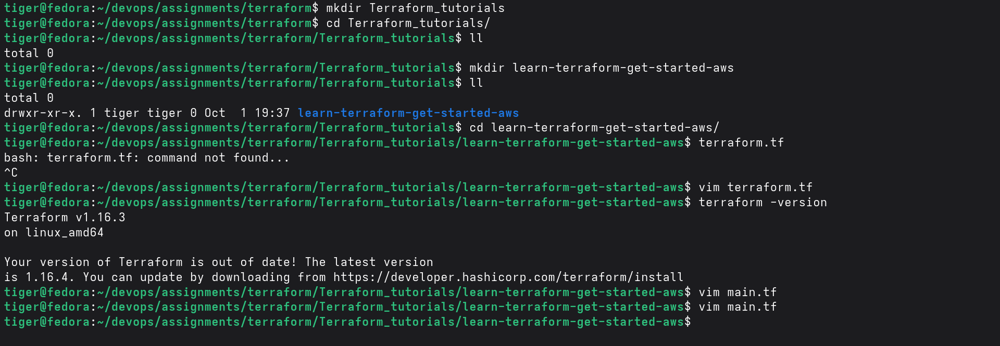 tiger@fedora:~/devops/assignments/terraform$ mkdir Terraform_tutorials
tiger@fedora:~/devops/assignments/terraform$ cd Terraform_tutorials/
tiger@fedora:~/devops/assignments/terraform/Terraform_tutorials$ ll
total 0
tiger@fedora:~/devops/assignments/terraform/Terraform_tutorials$ mkdir learn-terraform-get-started-aws
tiger@fedora:~/devops/assignments/terraform/Terraform_tutorials$ ll
total 0
drwxr-xr-x. 1 tiger tiger 0 Oct  1 19:37 learn-terraform-get-started-aws
tiger@fedora:~/devops/assignments/terraform/Terraform_tutorials$ cd learn-terraform-get-started-aws/
tiger@fedora:~/devops/assignments/terraform/Terraform_tutorials/learn-terraform-get-started-aws$ terraform.tf
bash: terraform.tf: command not found...
^C
tiger@fedora:~/devops/assignments/terraform/Terraform_tutorials/learn-terraform-get-started-aws$ vim terraform.tf
tiger@fedora:~/devops/assignments/terraform/Terraform_tutorials/learn-terraform-get-started-aws$ terraform -version
Terraform v1.16.3
on linux_amd64

Your version of Terraform is out of date! The latest version
is 1.16.4. You can update by downloading from https://developer.hashicorp.com/terraform/install
tiger@fedora:~/devops/assignments/terraform/Terraform_tutorials/learn-terraform-get-started-aws$ vim main.tf
tiger@fedora:~/devops/assignments/terraform/Terraform_tutorials/learn-terraform-get-started-aws$ vim main.tf
tiger@fedora:~/devops/assignments/terraform/Terraform_tutorials/learn-terraform-get-started-aws$